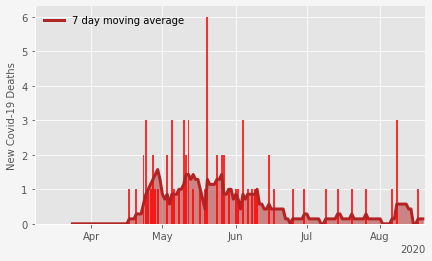 7 day moving average
New Covid-19 Deaths
6
5
4
3
2
1
0
Apr
May
Jun
Jul
Aug
2020